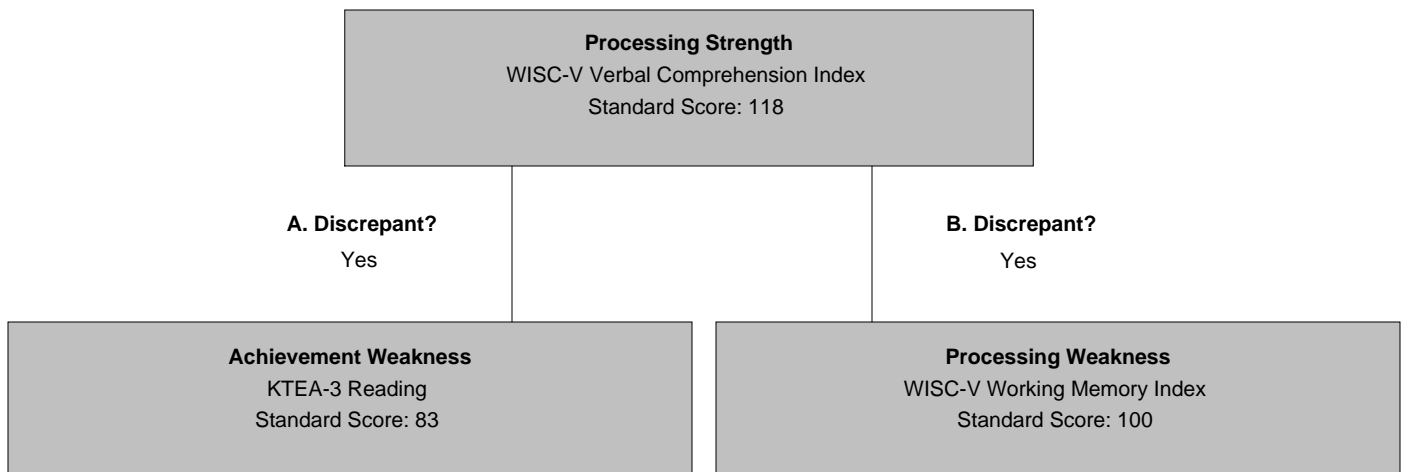 Processing Strength
WISC-V Verbal Comprehension Index
Standard Score: 118
A. Discrepant?
Yes
B. Discrepant?
Yes
Achievement Weakness
KTEA-3 Reading
Standard Score: 83
Processing Weakness
WISC-V Working Memory Index
Standard Score: 100